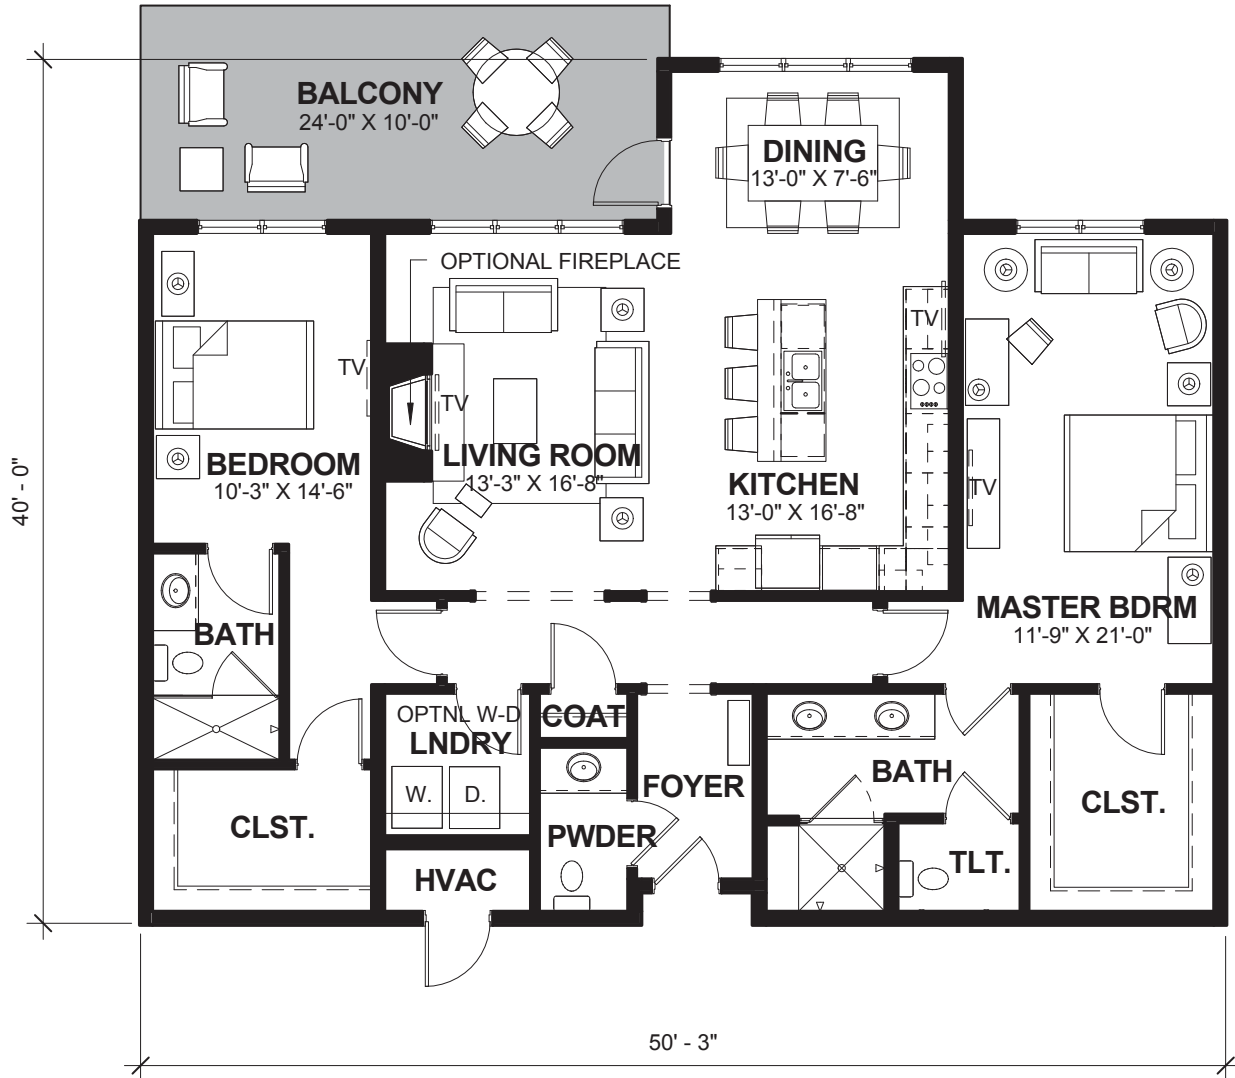 BALCONY
24'-0" X 10'-0"
DINING
13'-0" X 7'-6"
OPTIONAL FIREPLACE
TV
TV
TV
TV
BEDROOM
10'-3" X 14'-6"
LIVING ROOM
13'-3" X 16'-8"
KITCHEN
13'-0" X 16'-8"
40' - 0"
MASTER BDRM
11'-9" X 21'-0"
BATH
OPTNL W-D
LNDRY
COAT
W.
D.
FOYER
BATH
CLST.
CLST.
PWDER
TLT.
HVAC
50' - 3"